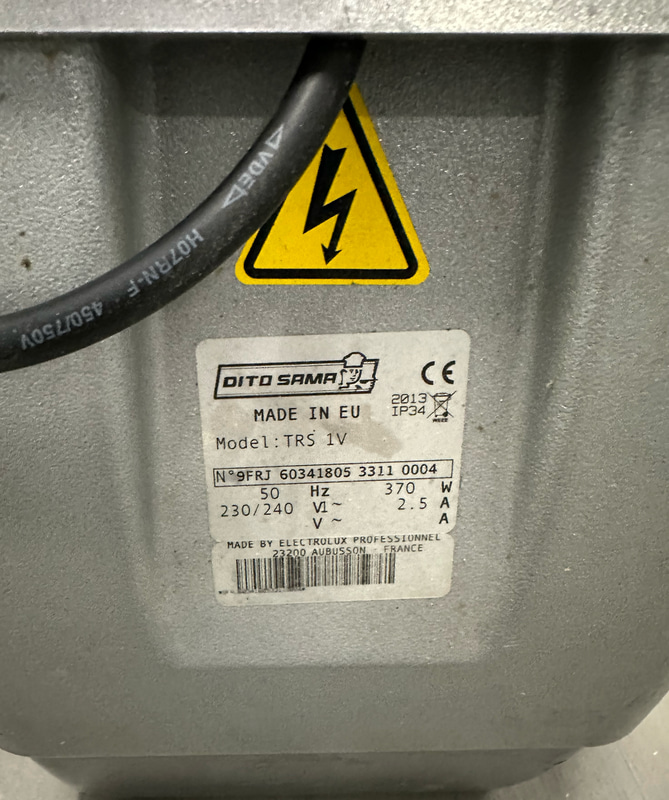 ◁VDE▷
H07RN-F 450/750V
DITO SAMA
CE
MADE IN EU
2013
IP34
WEEE
Model:TRS 1V
N°9FRJ 60341805 3311 0004
50 Hz 370 W
230/240 V1~ 2.5 A
V ~ A
MADE BY ELECTROLUX PROFESSIONNEL
23200 AUBUSSON - FRANCE